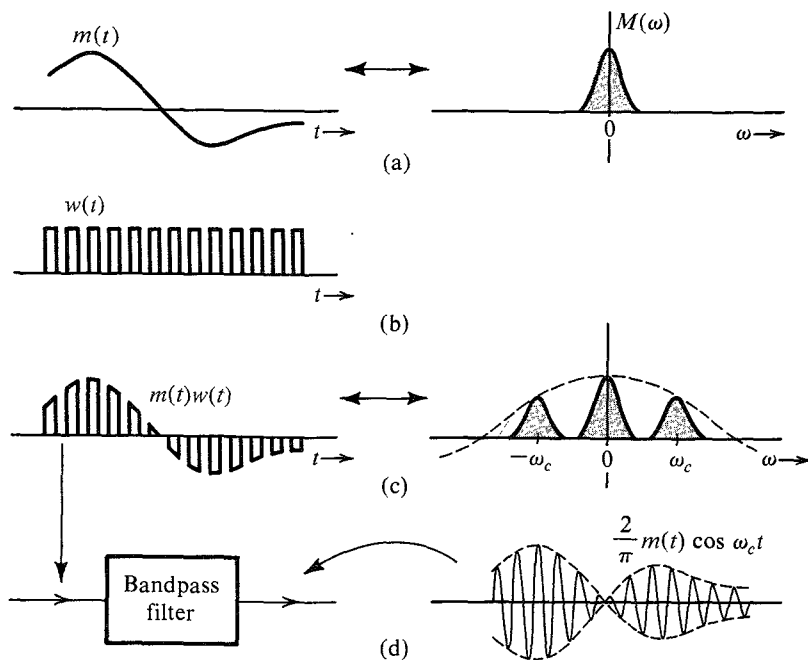 m(t)
M(ω)
t→
0
ω→
(a)
w(t)
t→
(b)
m(t)w(t)
t→
−ω_c
0
ω_c
ω→
(c)
2/π m(t) cos ω_c t
Bandpass
filter
(d)